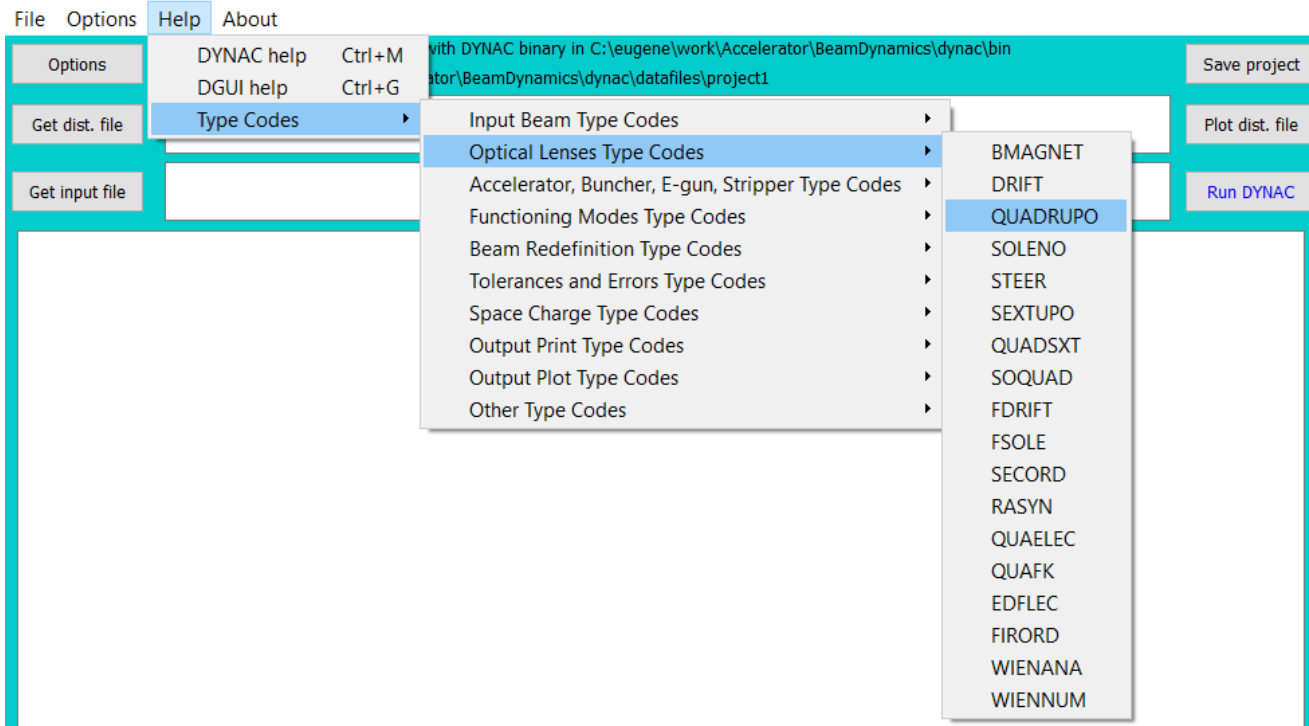 File Options Help About
Options
DYNAC help Ctrl+M
with DYNAC binary in C:\eugene\work\Accelerator\BeamDynamics\dynac\bin
Save project
DGUI help Ctrl+G
ator\BeamDynamics\dynac\datafiles\project1
Get dist. file
Type Codes
Plot dist. file
Get input file
Run DYNAC
Input Beam Type Codes
Optical Lenses Type Codes
Accelerator, Buncher, E-gun, Stripper Type Codes
Functioning Modes Type Codes
Beam Redefinition Type Codes
Tolerances and Errors Type Codes
Space Charge Type Codes
Output Print Type Codes
Output Plot Type Codes
Other Type Codes
BMAGNET
DRIFT
QUADRUPO
SOLENO
STEER
SEXTUPO
QUADSXT
SOQUAD
FDRIFT
FSOLE
SECORD
RASYN
QUAELEC
QUAFK
EDFLEC
FIRORD
WIENANA
WIENNUM